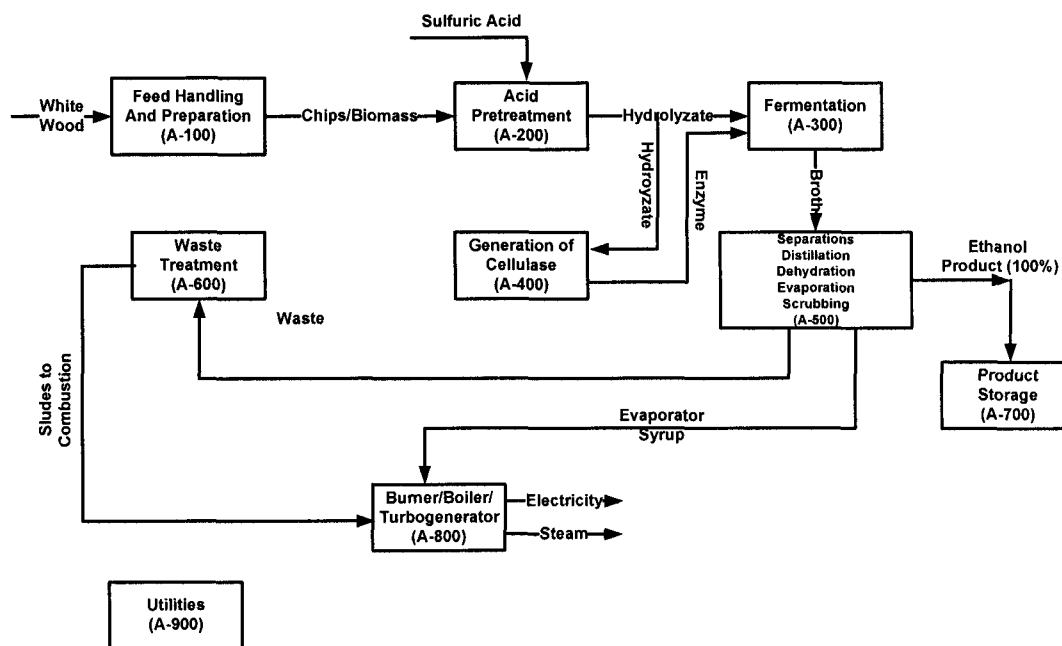 Sulfuric Acid
White
Wood
Feed Handling
And Preparation
(A-100)
Chips/Biomass
Acid
Pretreatment
(A-200)
Hydrolyzate
Fermentation
(A-300)
Hydroyzate
Enzyme
Broth
Waste
Treatment
(A-600)
Generation of
Cellulase
(A-400)
Separations
Distillation
Dehydration
Evaporation
Scrubbing
(A-500)
Ethanol
Product (100%)
Waste
Sludes to
Combustion
Product
Storage
(A-700)
Evaporator
Syrup
Burner/Boiler/
Turbogenerator
(A-800)
Electricity
Steam
Utilities
(A-900)